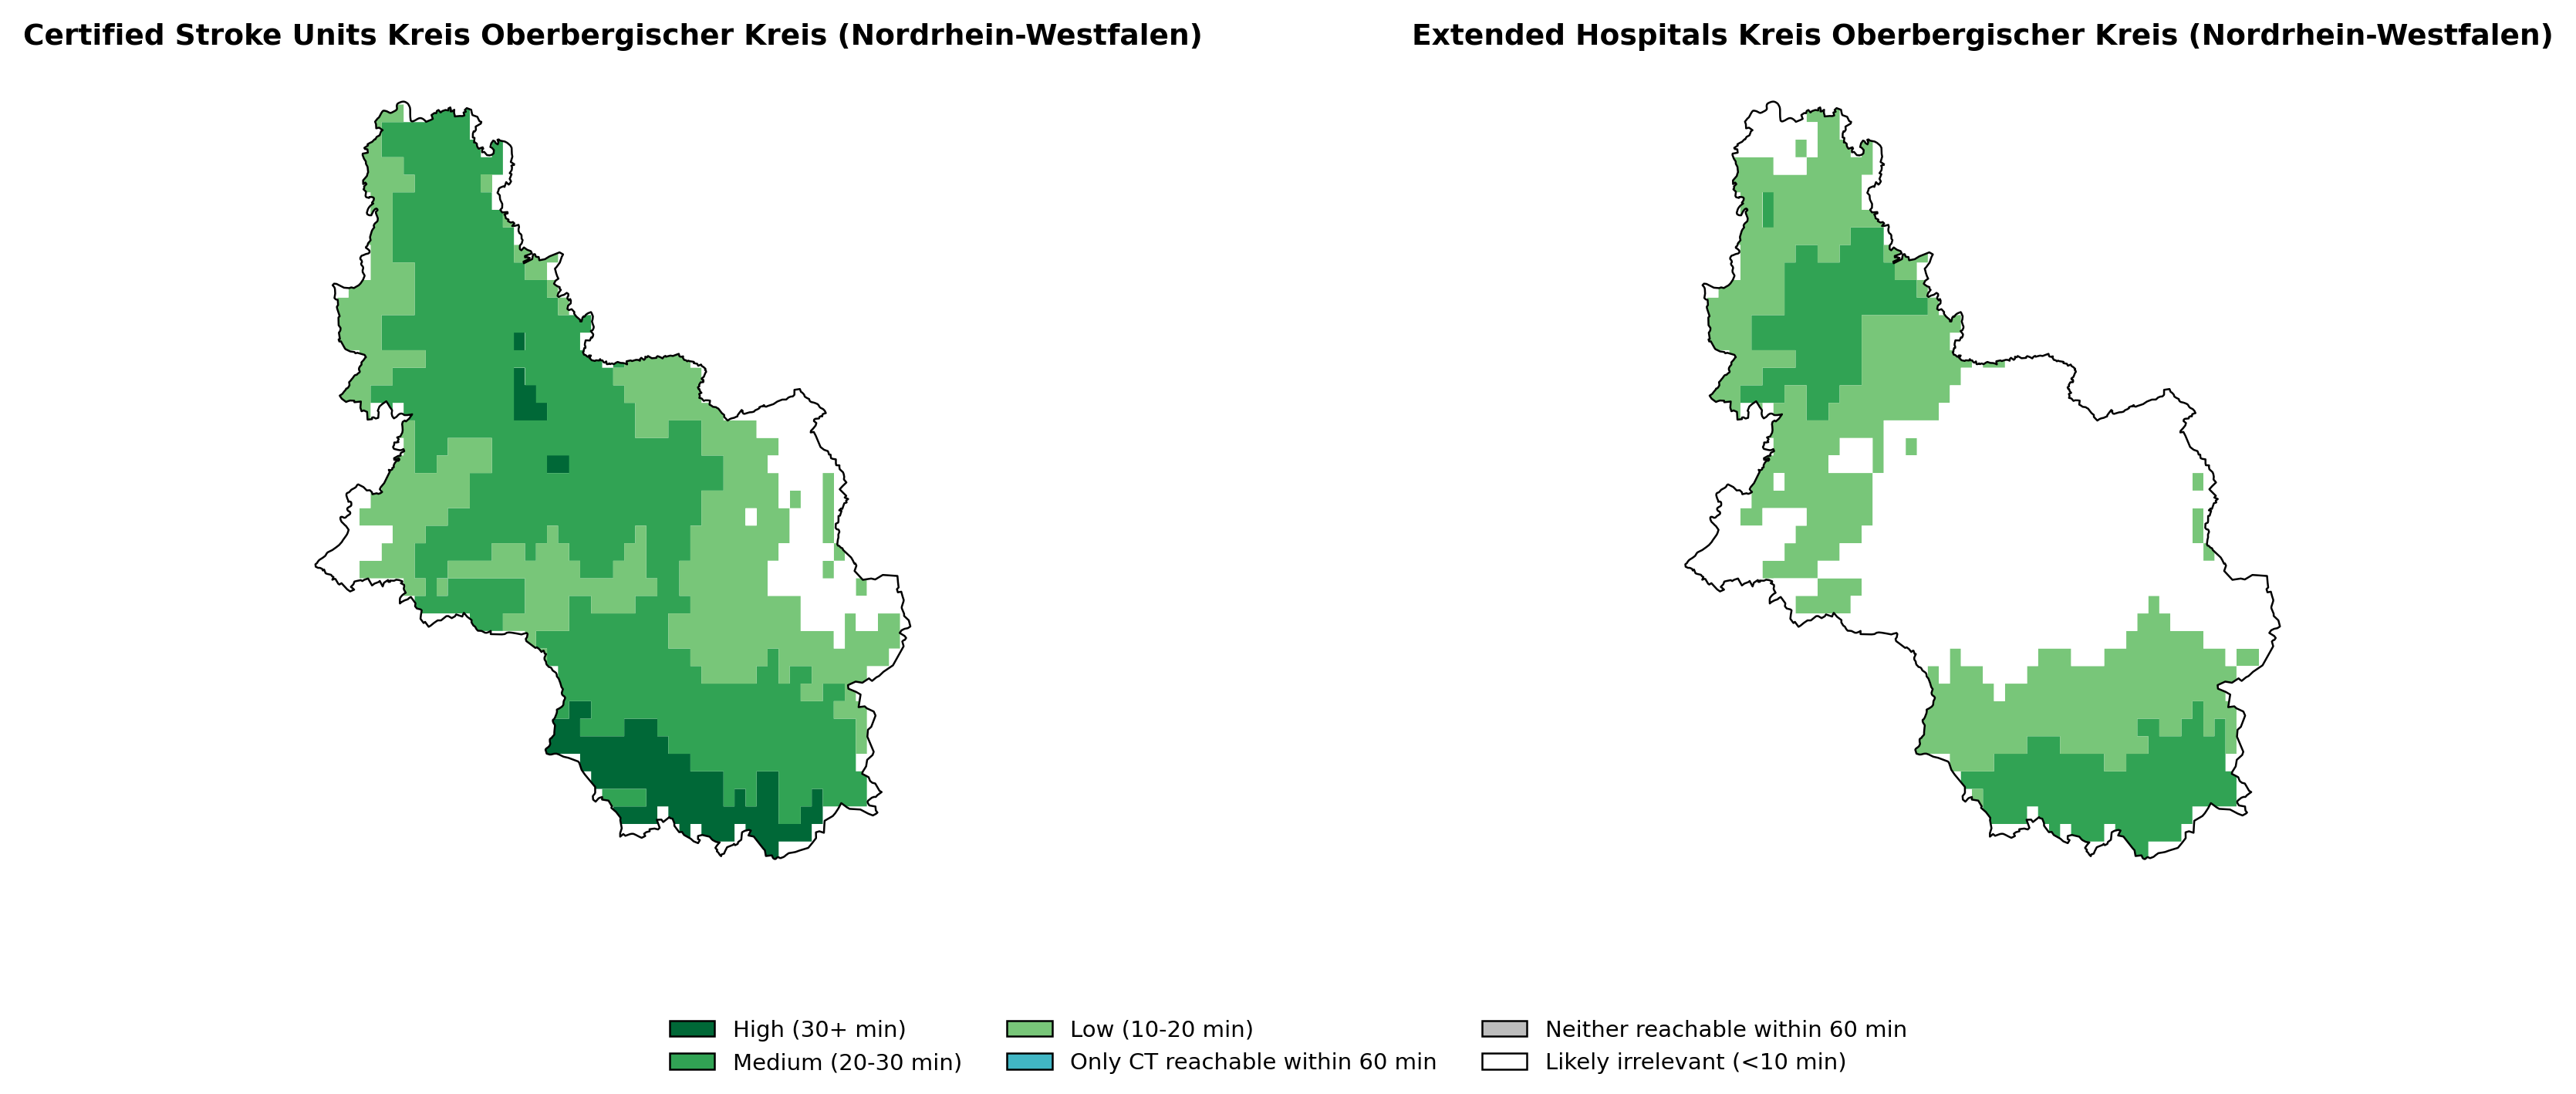 Certified Stroke Units Kreis Oberbergischer Kreis (Nordrhein-Westfalen)
Extended Hospitals Kreis Oberbergischer Kreis (Nordrhein-Westfalen)
High (30+ min)
Medium (20-30 min)
Low (10-20 min)
Only CT reachable within 60 min
Neither reachable within 60 min
Likely irrelevant (<10 min)